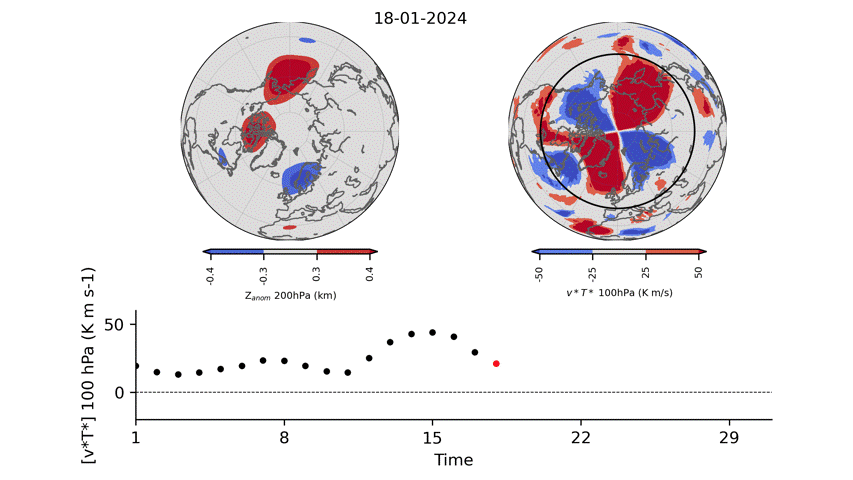 18-01-2024
-0.4 -0.3 0.3 0.4
Z_anom 200hPa (km)
-50 -25 25 50
v*T* 100hPa (K m/s)
[v*T*] 100 hPa (K m s-1)
50
0
1 8 15 22 29
Time